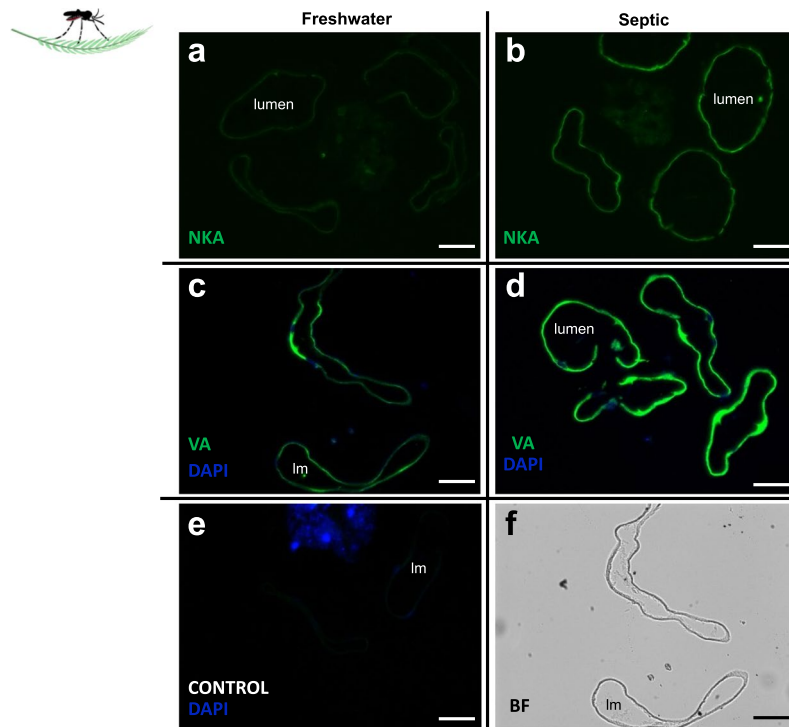 Freshwater
Septic
a
lumen
NKA
b
lumen
NKA
c
lm
VA
DAPI
d
lumen
VA
DAPI
e
lm
CONTROL
DAPI
f
lm
BF